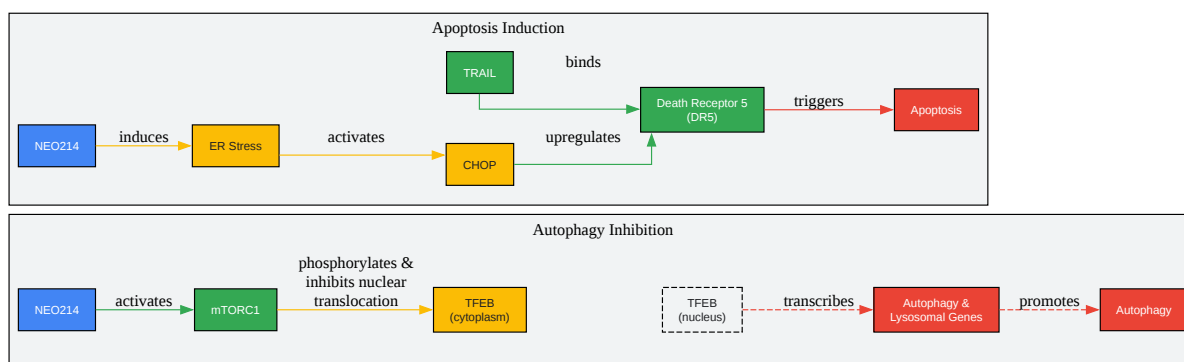 Apoptosis Induction
TRAIL
binds
Death Receptor 5
(DR5)
triggers
Apoptosis
NEO214
induces
ER Stress
activates
CHOP
upregulates
Autophagy Inhibition
NEO214
activates
mTORC1
phosphorylates &
inhibits nuclear
translocation
TFEB
(cytoplasm)
TFEB
(nucleus)
transcribes
Autophagy &
Lysosomal Genes
promotes
Autophagy